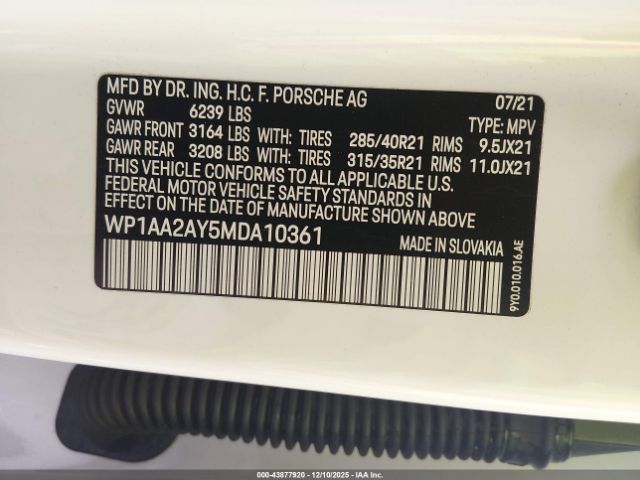 MFD BY DR. ING. H.C. F. PORSCHE AG 07/21
GVWR 6239 LBS TYPE: MPV
GAWR FRONT 3164 LBS WITH: TIRES 285/40R21 RIMS 9.5JX21
GAWR REAR 3208 LBS WITH: TIRES 315/35R21 RIMS 11.0JX21
THIS VEHICLE CONFORMS TO ALL APPLICABLE U.S.
FEDERAL MOTOR VEHICLE SAFETY STANDARDS IN
EFFECT ON THE DATE OF MANUFACTURE SHOWN ABOVE
WP1AA2AY5MDA10361 MADE IN SLOVAKIA
9Y0.010.016.AE
000-43877920 - 12/10/2025 - IAA Inc.